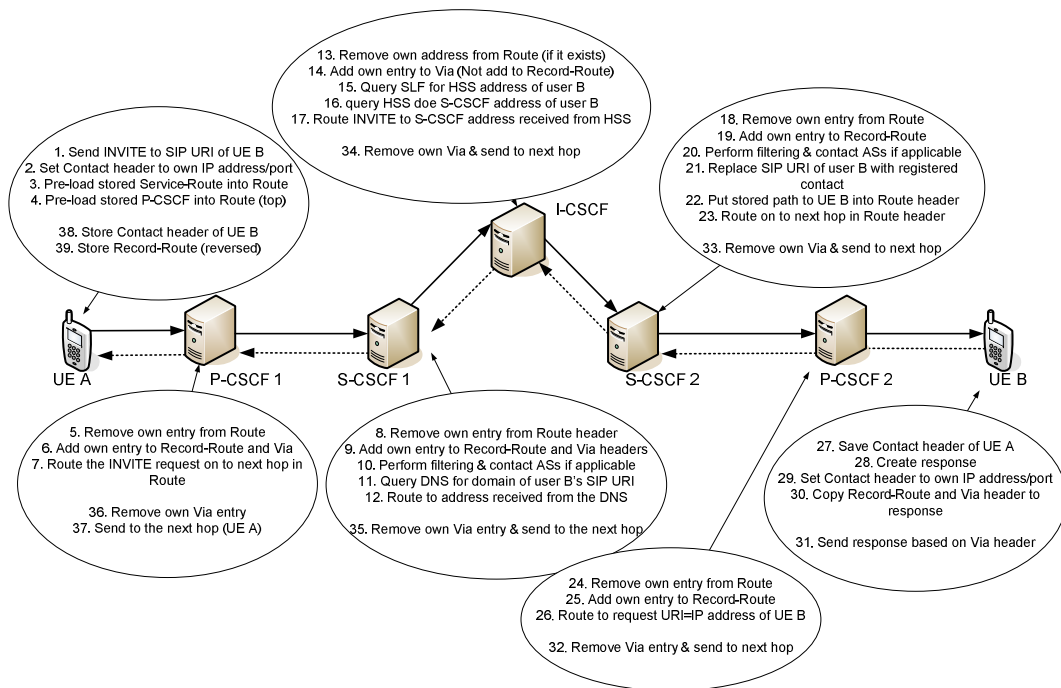 13. Remove own address from Route (if it exists)
14. Add own entry to Via (Not add to Record-Route)
15. Query SLF for HSS address of user B
16. query HSS doe S-CSCF address of user B
17. Route INVITE to S-CSCF address received from HSS
34. Remove own Via & send to next hop
1. Send INVITE to SIP URI of UE B
2. Set Contact header to own IP address/port
3. Pre-load stored Service-Route into Route
4. Pre-load stored P-CSCF into Route (top)
38. Store Contact header of UE B
39. Store Record-Route (reversed)
18. Remove own entry from Route
19. Add own entry to Record-Route
20. Perform filtering & contact ASs if applicable
21. Replace SIP URI of user B with registered
contact
22. Put stored path to UE B into Route header
23. Route on to next hop in Route header
33. Remove own Via & send to next hop
I-CSCF
UE A
P-CSCF 1
S-CSCF 1
S-CSCF 2
P-CSCF 2
UE B
5. Remove own entry from Route
6. Add own entry to Record-Route and Via
7. Route the INVITE request on to next hop in
Route
36. Remove own Via entry
37. Send to the next hop (UE A)
8. Remove own entry from Route header
9. Add own entry to Record-Route and Via headers
10. Perform filtering & contact ASs if applicable
11. Query DNS for domain of user B's SIP URI
12. Route to address received from the DNS
35. Remove own Via entry & send to the next hop
27. Save Contact header of UE A
28. Create response
29. Set Contact header to own IP address/port
30. Copy Record-Route and Via header to
response
31. Send response based on Via header
24. Remove own entry from Route
25. Add own entry to Record-Route
26. Route to request URI=IP address of UE B
32. Remove Via entry & send to next hop